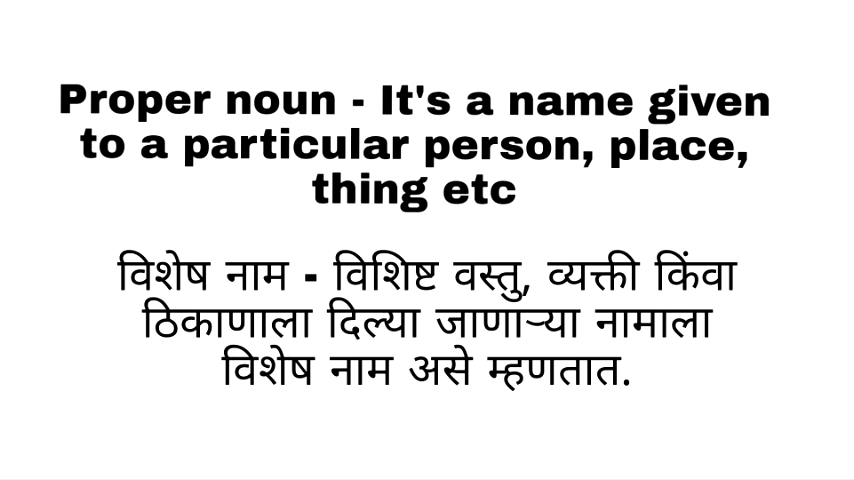 Proper noun - It's a name given
to a particular person, place,
thing etc
विशेष नाम - विशिष्ट वस्तु, व्यक्ती किंवा
ठिकाणाला दिल्या जाणाऱ्या नामाला
विशेष नाम असे म्हणतात.